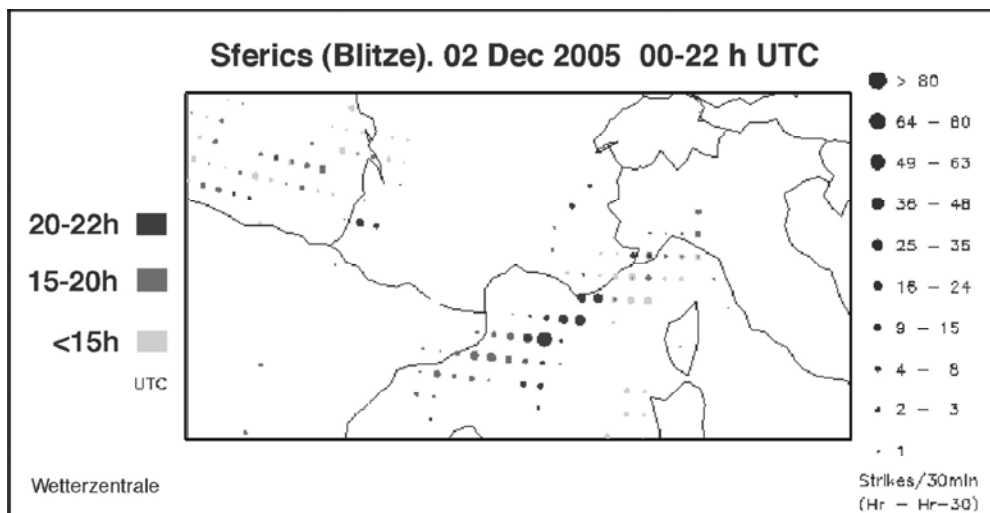 Sferics (Blitze). 02 Dec 2005 00-22 h UTC
> 80
64 - 80
49 - 63
36 - 48
25 - 35
16 - 24
9 - 15
4 - 8
2 - 3
1
Strikes/30min
(Hr - Hr-30)
20-22h
15-20h
<15h
UTC
Wetterzentrale